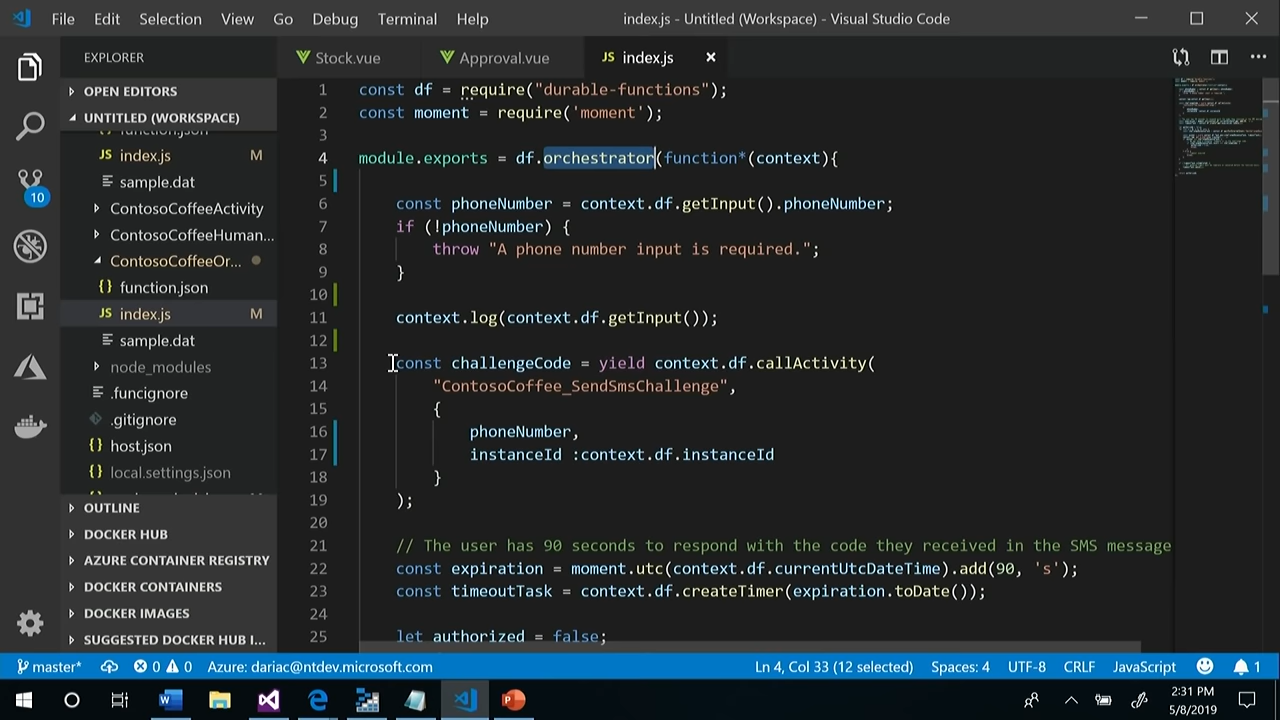 File Edit Selection View Go Debug Terminal Help index.js - Untitled (Workspace) - Visual Studio Code
EXPLORER Stock.vue Approval.vue JS index.js
OPEN EDITORS
UNTITLED (WORKSPACE)
function.json
JS index.js M
sample.dat
ContosoCoffeeActivity
ContosoCoffeeHuman...
ContosoCoffeeOr...
{} function.json
JS index.js M
sample.dat
node_modules
.funcignore
.gitignore
{} host.json
{} local.settings.json
OUTLINE
DOCKER HUB
AZURE CONTAINER REGISTRY
DOCKER CONTAINERS
DOCKER IMAGES
SUGGESTED DOCKER HUB I...
10
1 const df = require("durable-functions");
2 const moment = require('moment');
3
4 module.exports = df.orchestrator(function*(context){
5
6 const phoneNumber = context.df.getInput().phoneNumber;
7 if (!phoneNumber) {
8 throw "A phone number input is required.";
9 }
10
11 context.log(context.df.getInput());
12
13 const challengeCode = yield context.df.callActivity(
14 "ContosoCoffee_SendSmsChallenge",
15 {
16 phoneNumber,
17 instanceId :context.df.instanceId
18 }
19 );
20
21 // The user has 90 seconds to respond with the code they received in the SMS message
22 const expiration = moment.utc(context.df.currentUtcDateTime).add(90, 's');
23 const timeoutTask = context.df.createTimer(expiration.toDate());
24
25 let authorized = false;
master* 0 0 Azure: dariac@ntdev.microsoft.com Ln 4, Col 33 (12 selected) Spaces: 4 UTF-8 CRLF JavaScript 1
2:31 PM
5/8/2019